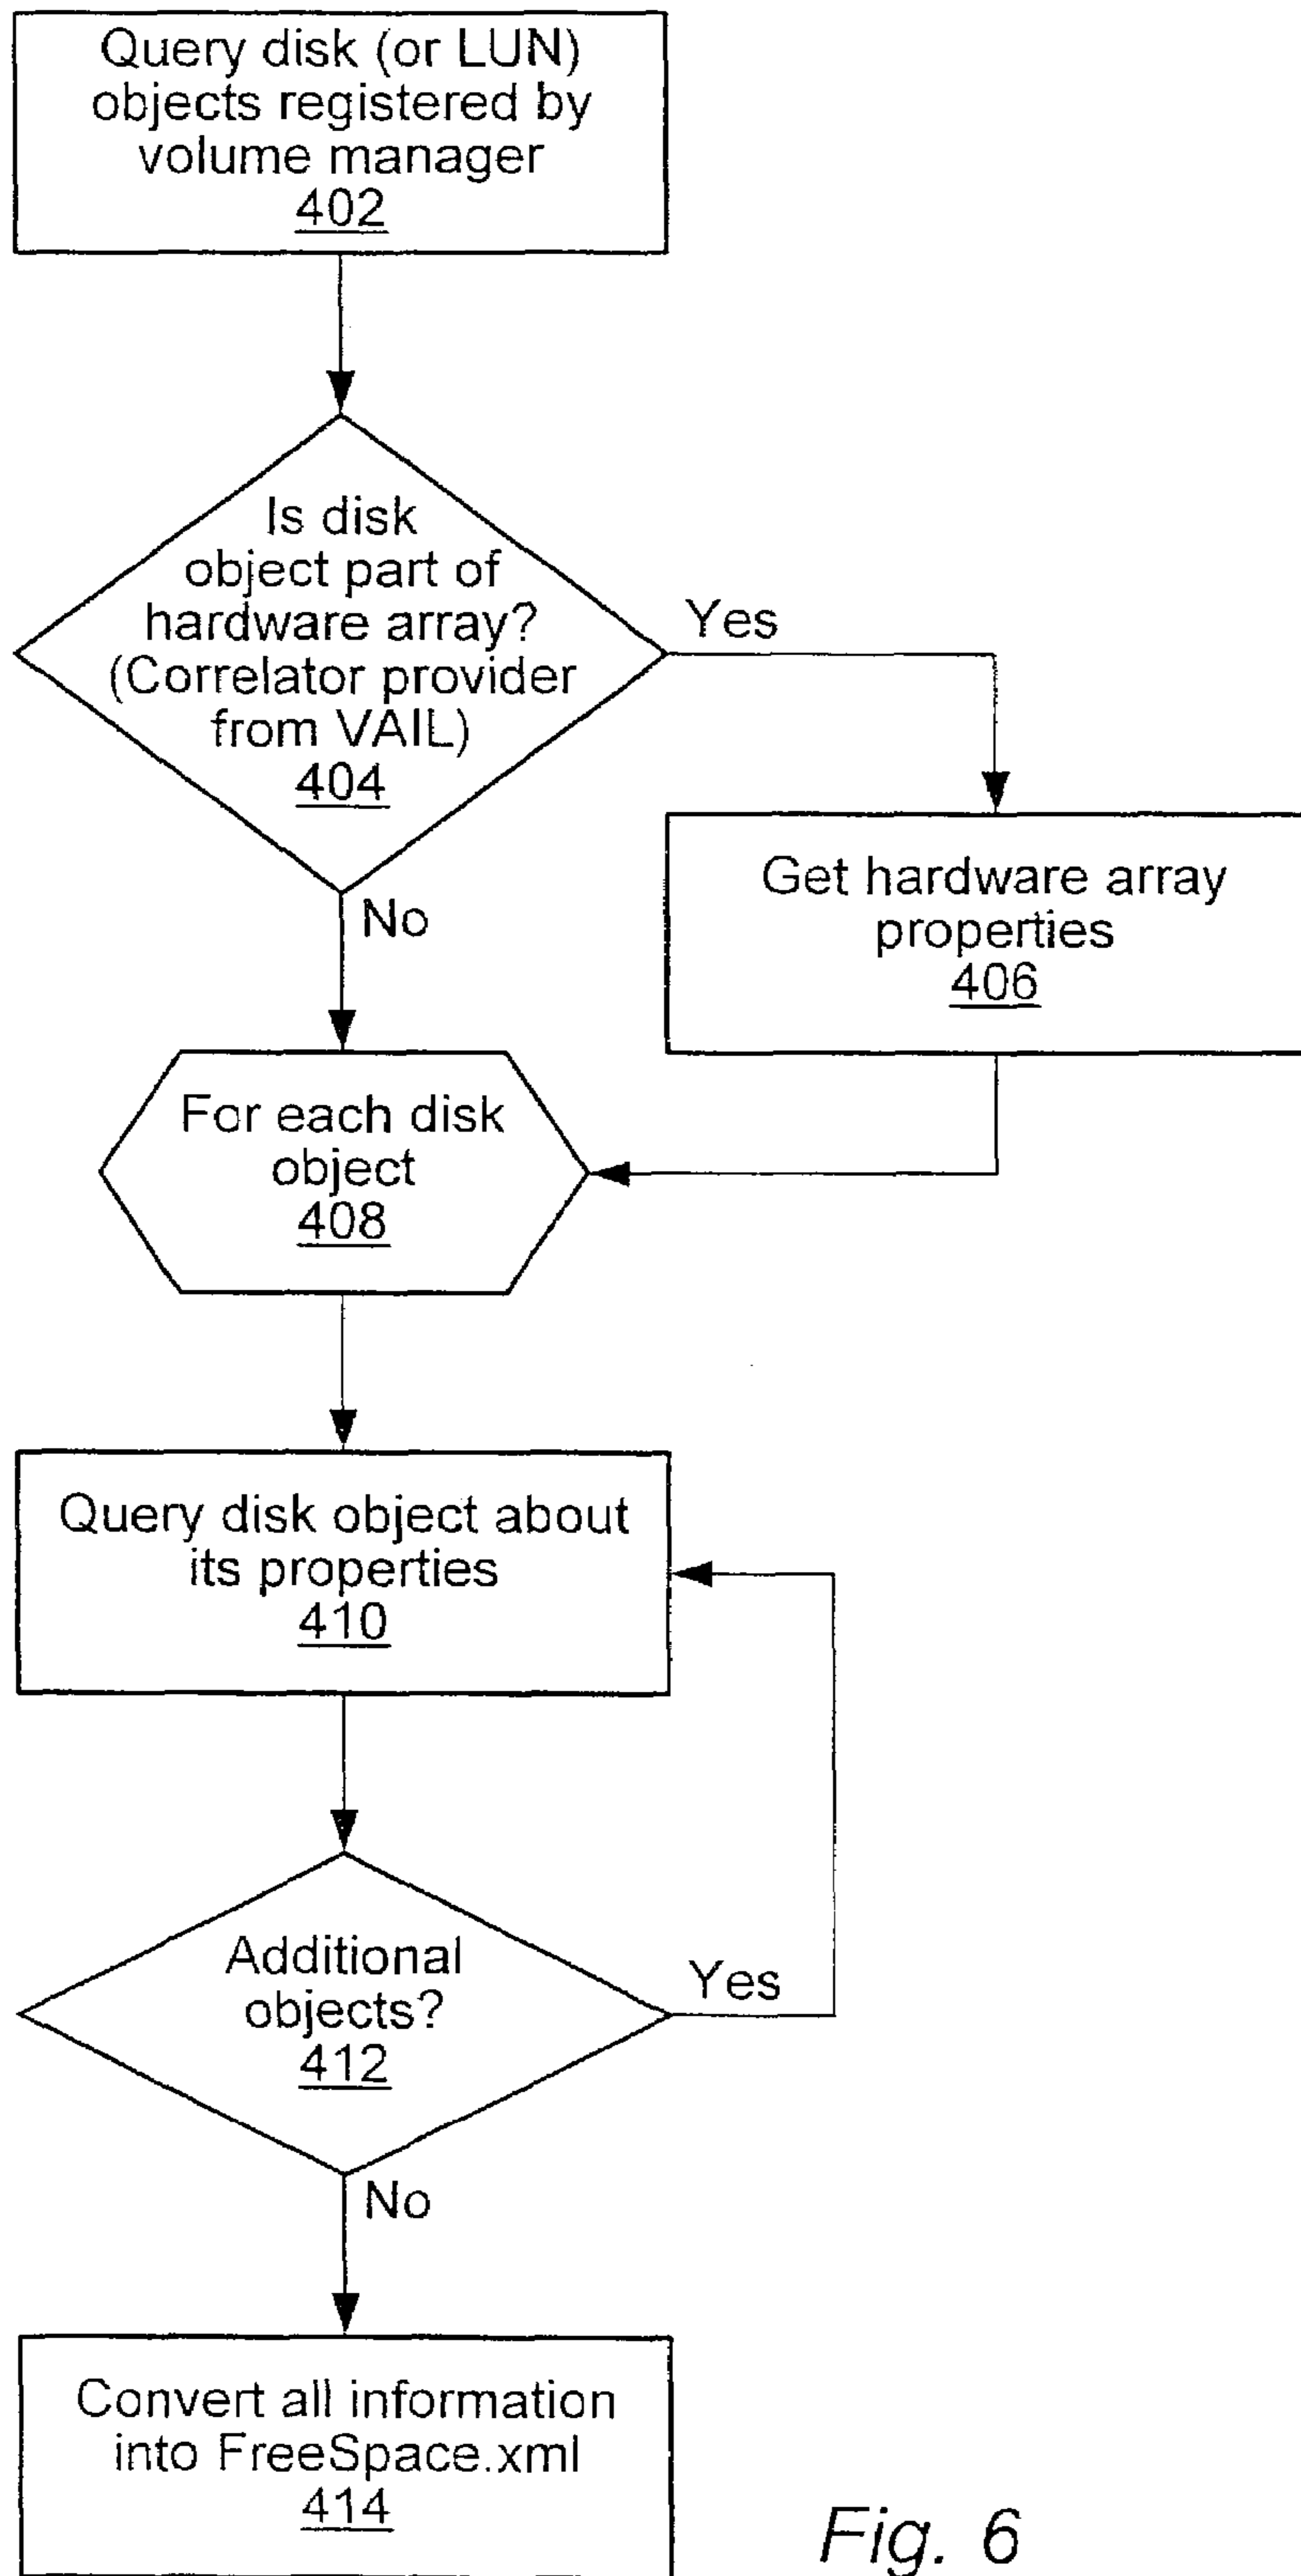 Query disk (or LUN)
objects registered by
volume manager
402
Is disk
object part of
hardware array?
(Correlator provider
from VAIL)
404
Yes
No
Get hardware array
properties
406
For each disk
object
408
Query disk object about
its properties
410
Additional
objects?
412
Yes
No
Convert all information
into FreeSpace.xml
414
Fig. 6